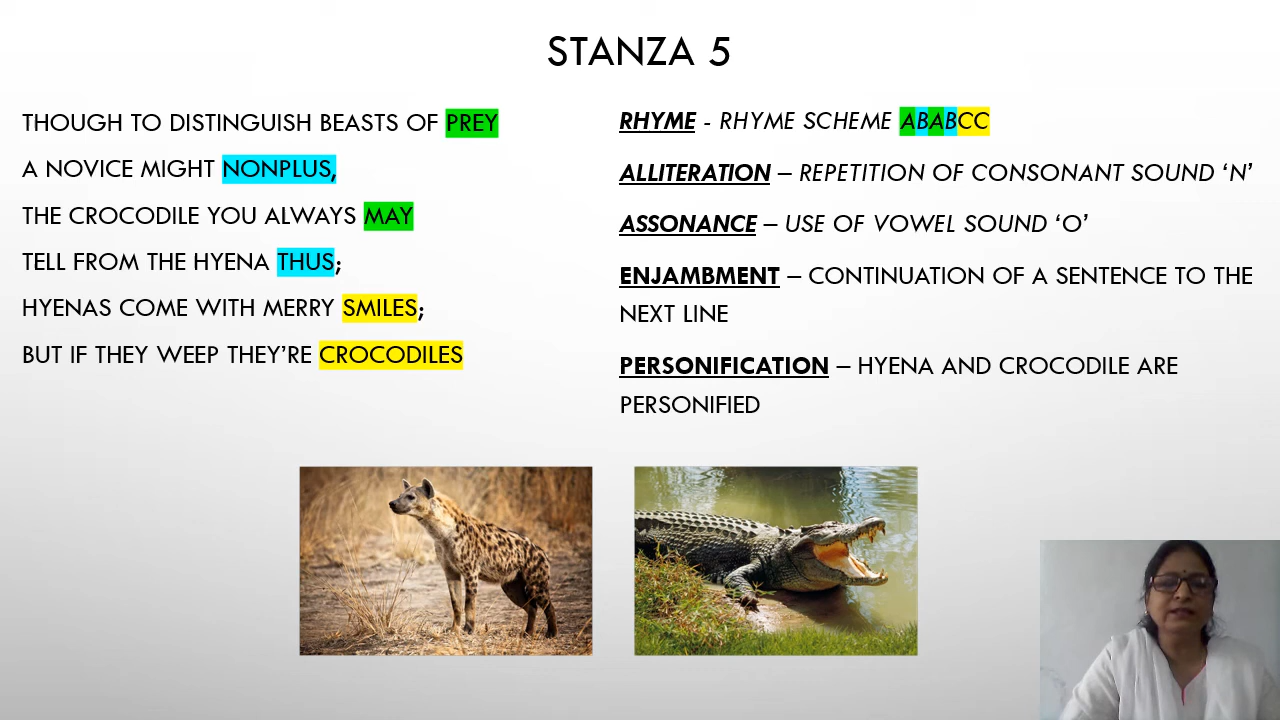 STANZA 5
THOUGH TO DISTINGUISH BEASTS OF PREY
A NOVICE MIGHT NONPLUS,
THE CROCODILE YOU ALWAYS MAY
TELL FROM THE HYENA THUS;
HYENAS COME WITH MERRY SMILES;
BUT IF THEY WEEP THEY’RE CROCODILES
RHYME - RHYME SCHEME ABABCC
ALLITERATION – REPETITION OF CONSONANT SOUND ‘N’
ASSONANCE – USE OF VOWEL SOUND ‘O’
ENJAMBMENT – CONTINUATION OF A SENTENCE TO THE
NEXT LINE
PERSONIFICATION – HYENA AND CROCODILE ARE
PERSONIFIED